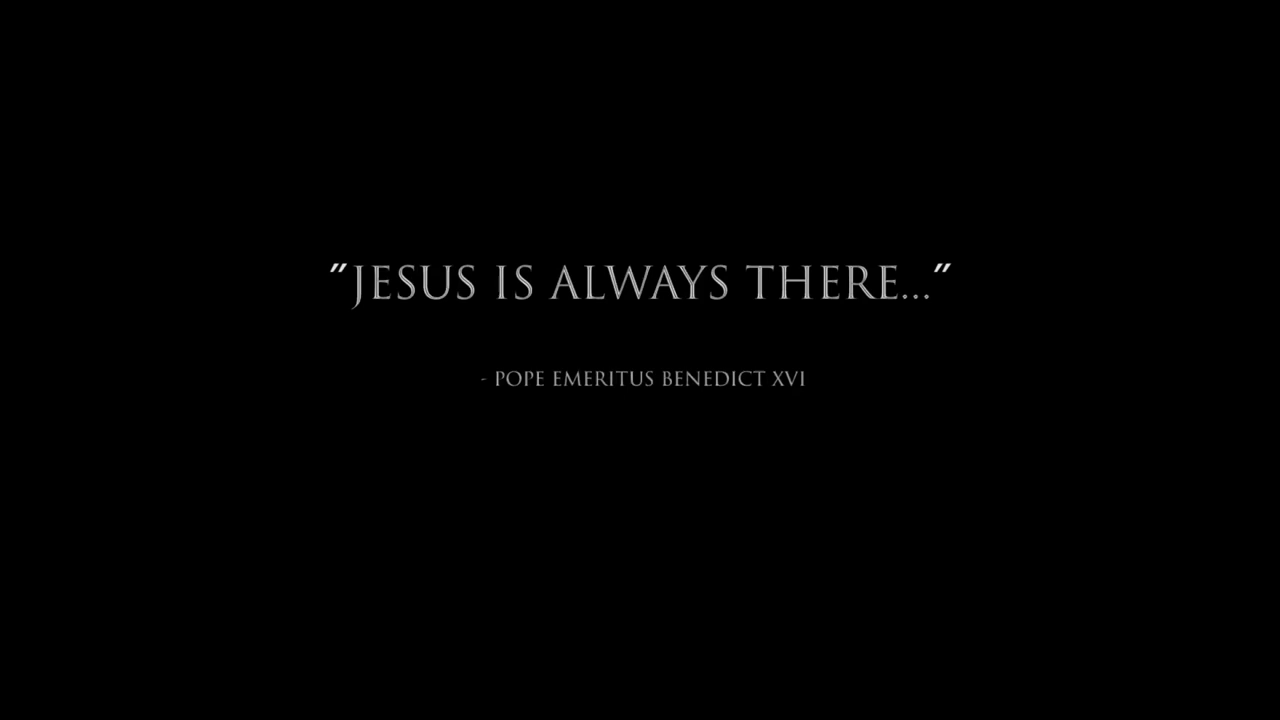 "JESUS IS ALWAYS THERE..."
- POPE EMERITUS BENEDICT XVI